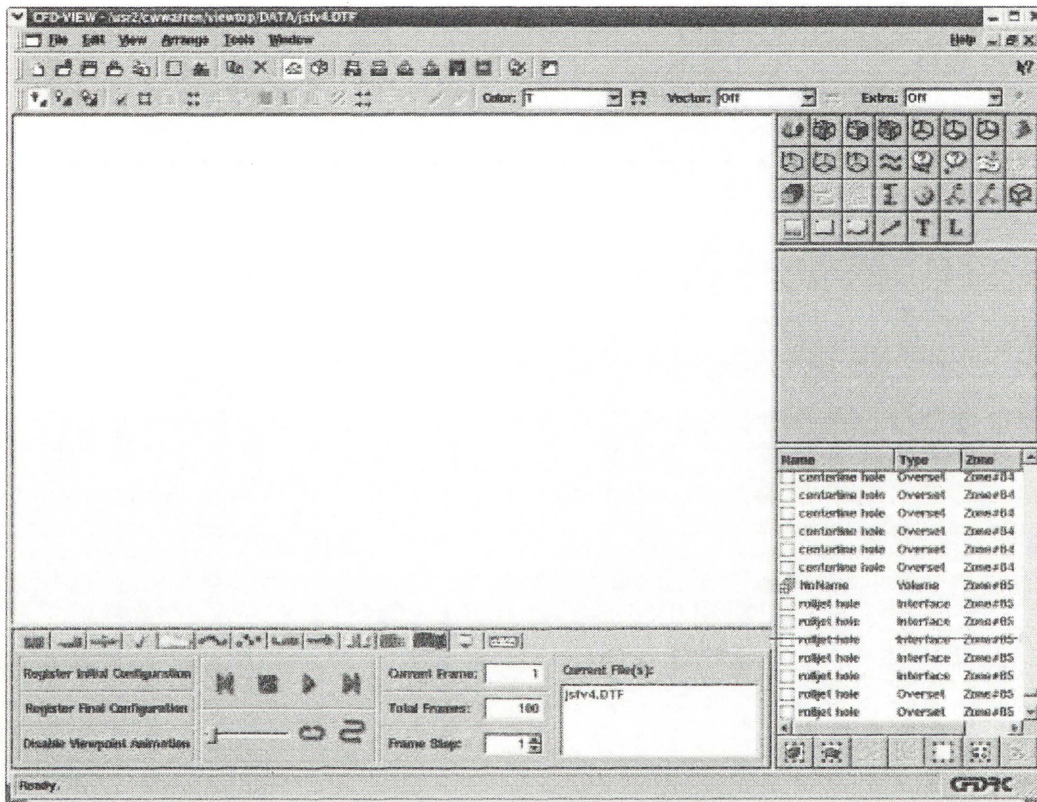 CFD-VIEW - /usr2/cwwarren/viewtop/DATA/jsfv4.DTF
File Edit View Arrange Tools Window Help
Color: T Vector: Off Extra: Off
T L
Name Type Zone
centerline hole Overset Zone#84
centerline hole Overset Zone#84
centerline hole Overset Zone#84
centerline hole Overset Zone#84
centerline hole Overset Zone#84
centerline hole Overset Zone#84
NoName Volume Zone#85
rolljet hole Interface Zone#85
rolljet hole Interface Zone#85
rolljet hole Interface Zone#85
rolljet hole Interface Zone#85
rolljet hole Interface Zone#85
rolljet hole Overset Zone#85
rolljet hole Overset Zone#85
Register Initial Configuration
Register Final Configuration
Disable Viewpoint Animation
Current Frame: 1
Total Frames: 100
Frame Step: 1
Current File(s):
jsfv4.DTF
Ready.
CFDRC